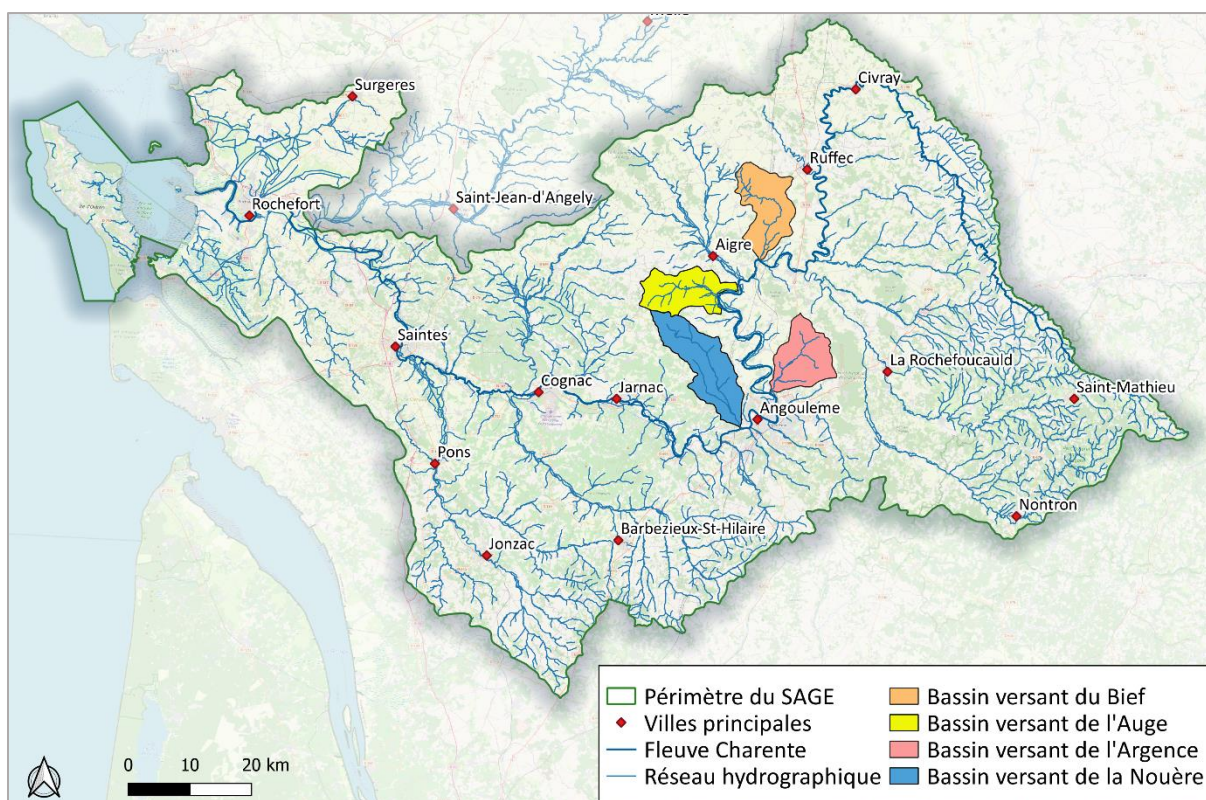 Surgeres
Civray
Ruffec
Rochefort
Saint-Jean-d'Angely
Aigre
Saintes
La Rochefoucauld
Cognac
Jarnac
Saint-Mathieu
Angouleme
Pons
Nontron
Barbezieux-St-Hilaire
Jonzac
Périmètre du SAGE
Villes principales
Fleuve Charente
Réseau hydrographique
Bassin versant du Bief
Bassin versant de l'Auge
Bassin versant de l'Argence
Bassin versant de la Nouère
0 10 20 km